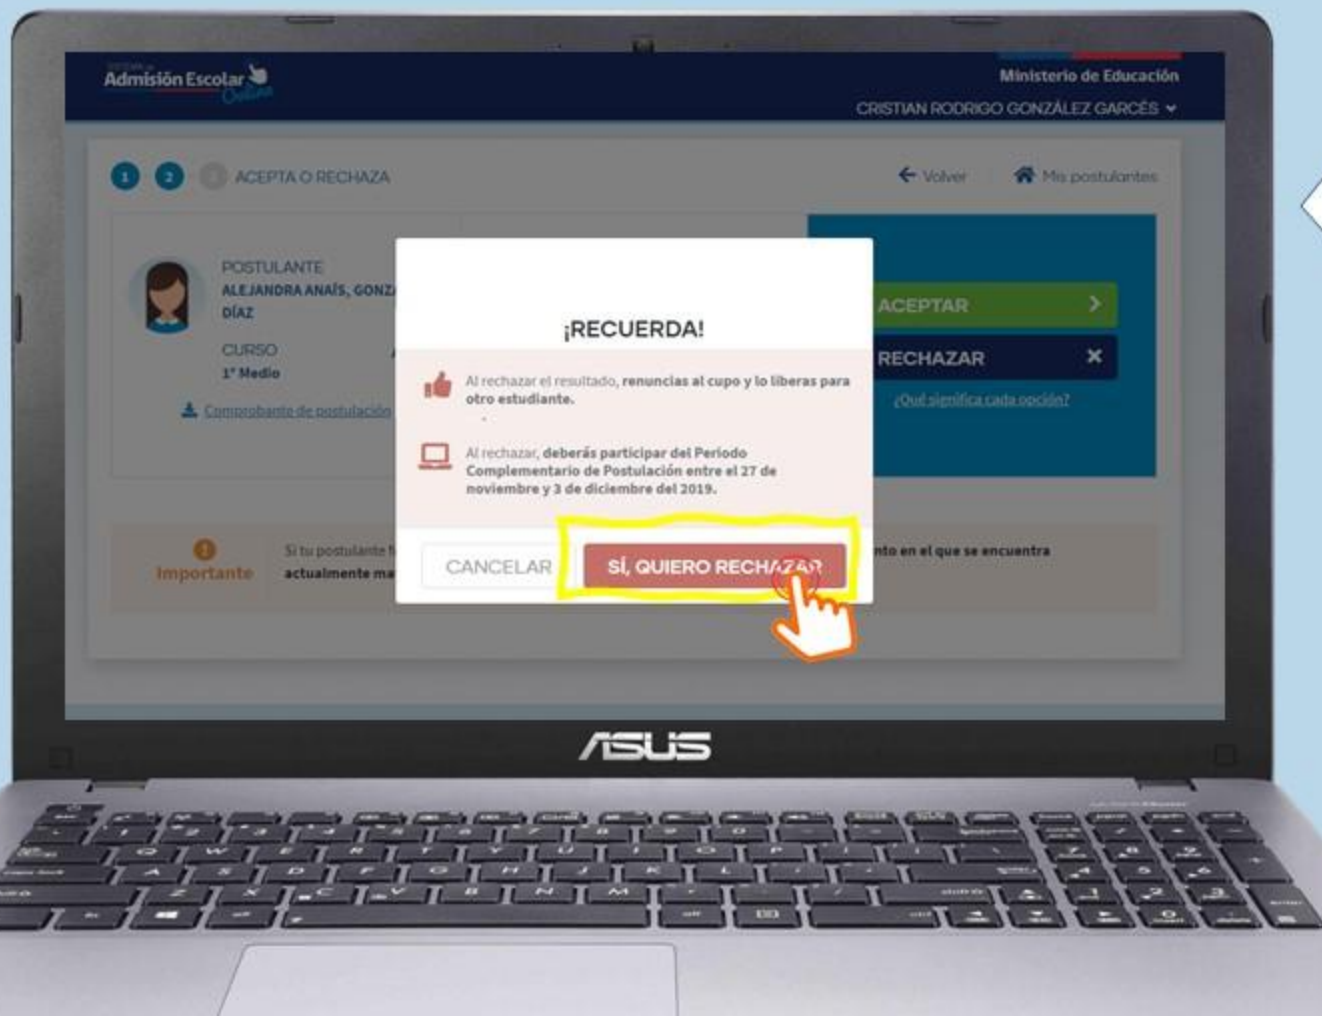 Admisión Escolar
Online
Ministerio de Educación
CRISTIAN RODRIGO GONZÁLEZ GARCÉS
1 2 ACEPTA O RECHAZA
Volver
Mis postulantes
POSTULANTE
ALEJANDRA ANAÍS, GONZ
DÍAZ
CURSO
1° Medio
Comprobante de postulación
ACEPTAR
RECHAZAR
¿Qué significa cada opción?
¡RECUERDA!
Al rechazar el resultado, renuncias al cupo y lo liberas para
otro estudiante.
Al rechazar, deberás participar del Periodo
Complementario de Postulación entre el 27 de
noviembre y 3 de diciembre del 2019.
CANCELAR
SÍ, QUIERO RECHAZAR
Importante
Si tu postulante
nto en el que se encuentra
actualmente ma
ASUS